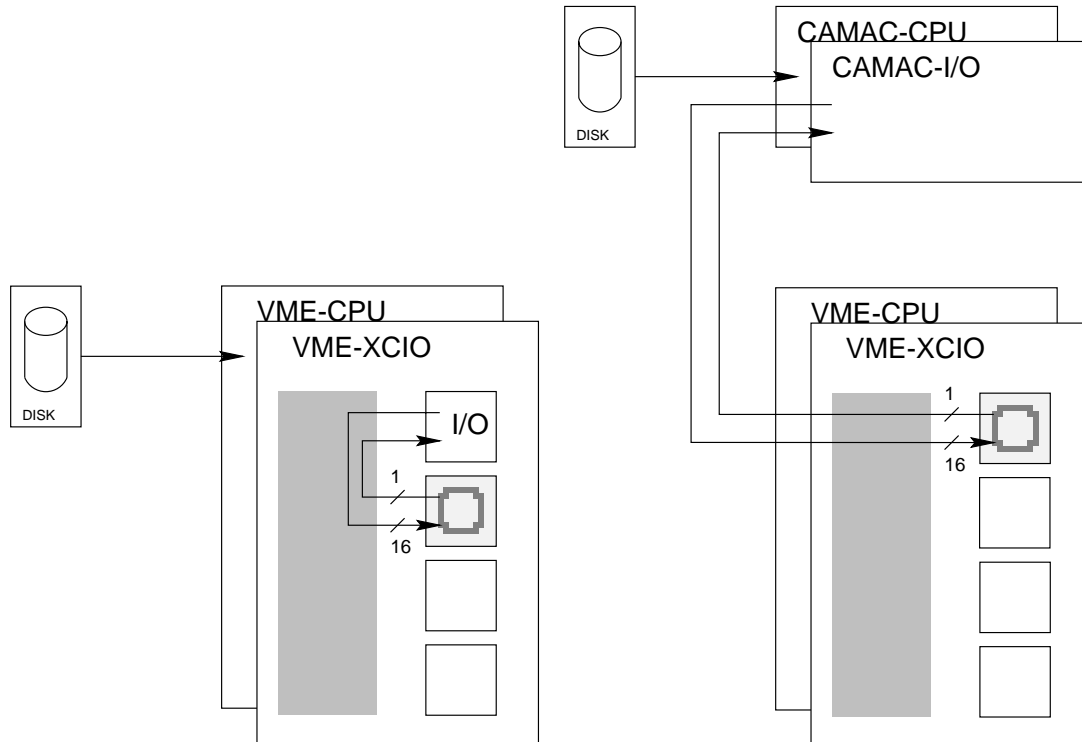 CAMAC-CPU
CAMAC-I/O
DISK
VME-CPU
VME-XCIO
DISK
I/O
1
16
VME-CPU
VME-XCIO
1
16